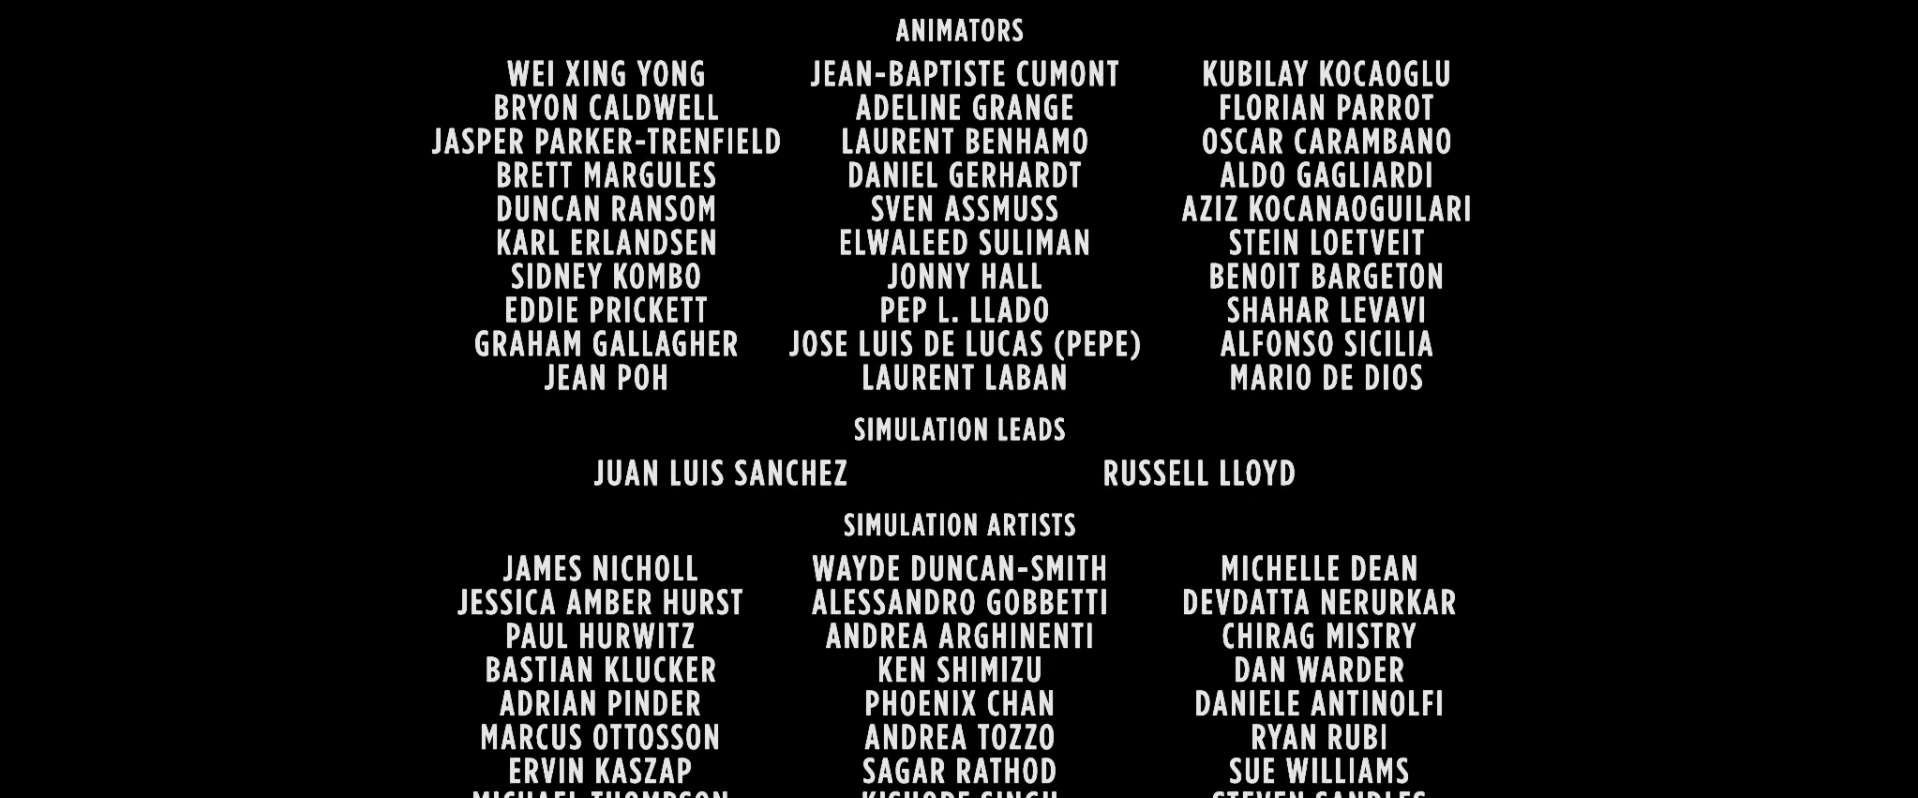 ANIMATORS
WEI XING YONG JEAN-BAPTISTE CUMONT KUBILAY KOCAOGLU
BRYON CALDWELL ADELINE GRANGE FLORIAN PARROT
JASPER PARKER-TRENFIELD LAURENT BENHAMO OSCAR CARAMBANO
BRETT MARGULES DANIEL GERHARDT ALDO GAGLIARDI
DUNCAN RANSOM SVEN ASSMUSS AZIZ KOCANAOGUILARI
KARL ERLANDSEN ELWALEED SULIMAN STEIN LOETVEIT
SIDNEY KOMBO JONNY HALL BENOIT BARGETON
EDDIE PRICKETT PEP L. LLADO SHAHAR LEVAVI
GRAHAM GALLAGHER JOSE LUIS DE LUCAS (PEPE) ALFONSO SICILIA
JEAN POH LAURENT LABAN MARIO DE DIOS
SIMULATION LEADS
JUAN LUIS SANCHEZ RUSSELL LLOYD
SIMULATION ARTISTS
JAMES NICHOLL WAYDE DUNCAN-SMITH MICHELLE DEAN
JESSICA AMBER HURST ALESSANDRO GOBBETTI DEVDATTA NERURKAR
PAUL HURWITZ ANDREA ARGHINENTI CHIRAG MISTRY
BASTIAN KLUCKER KEN SHIMIZU DAN WARDER
ADRIAN PINDER PHOENIX CHAN DANIELE ANTINOLFI
MARCUS OTTOSSON ANDREA TOZZO RYAN RUBI
ERVIN KASZAP SAGAR RATHOD SUE WILLIAMS
MICHAEL THOMPSON KISHORE SINGH STEVEN SANDLES